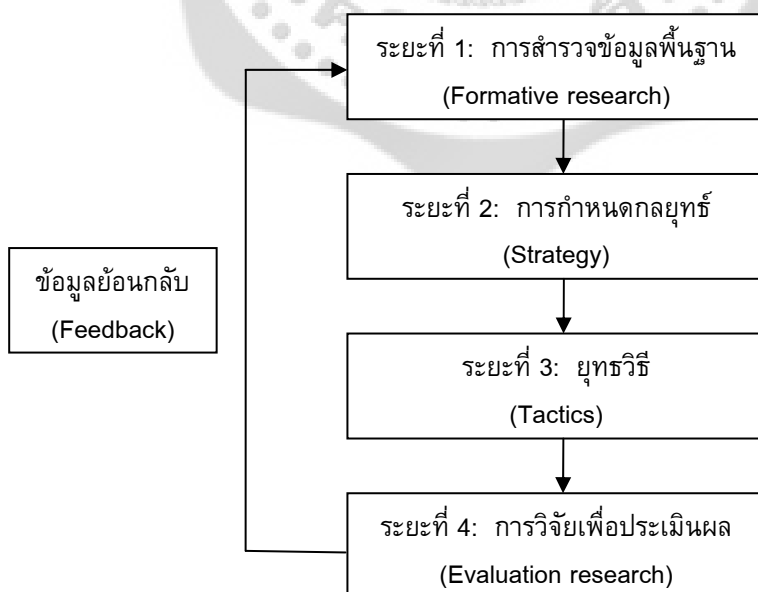 ระยะที่ 1: การสำรวจข้อมูลพื้นฐาน
(Formative research)
ระยะที่ 2: การกำหนดกลยุทธ์
(Strategy)
ข้อมูลย้อนกลับ
(Feedback)
ระยะที่ 3: ยุทธวิธี
(Tactics)
ระยะที่ 4: การวิจัยเพื่อประเมินผล
(Evaluation research)